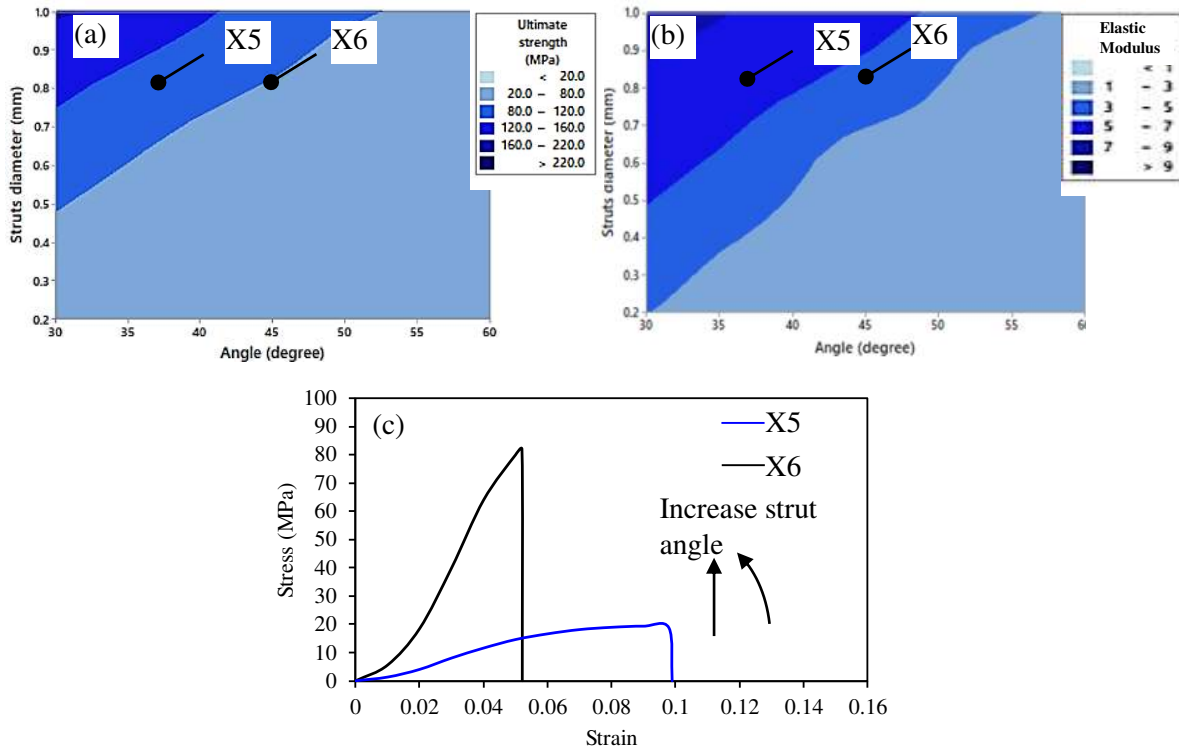 (a)
X5
X6
Ultimate
strength
(MPa)
< 20.0
20.0 – 80.0
80.0 – 120.0
120.0 – 160.0
160.0 – 220.0
> 220.0
1.0
0.9
0.8
0.7
0.6
0.5
0.4
0.3
0.2
Struts diameter (mm)
30
35
40
45
50
55
60
Angle (degree)
(b)
X5
X6
Elastic
Modulus
< 1
1 – 3
3 – 5
5 – 7
7 – 9
> 9
1.0
0.9
0.8
0.7
0.6
0.5
0.4
0.3
0.2
Struts diameter (mm)
30
35
40
45
50
55
Angle (degree)
(c)
X5
X6
Increase strut
angle
100
90
80
70
60
50
40
30
20
10
0
Stress (MPa)
0 0.02 0.04 0.06 0.08 0.1 0.12 0.14 0.16
Strain